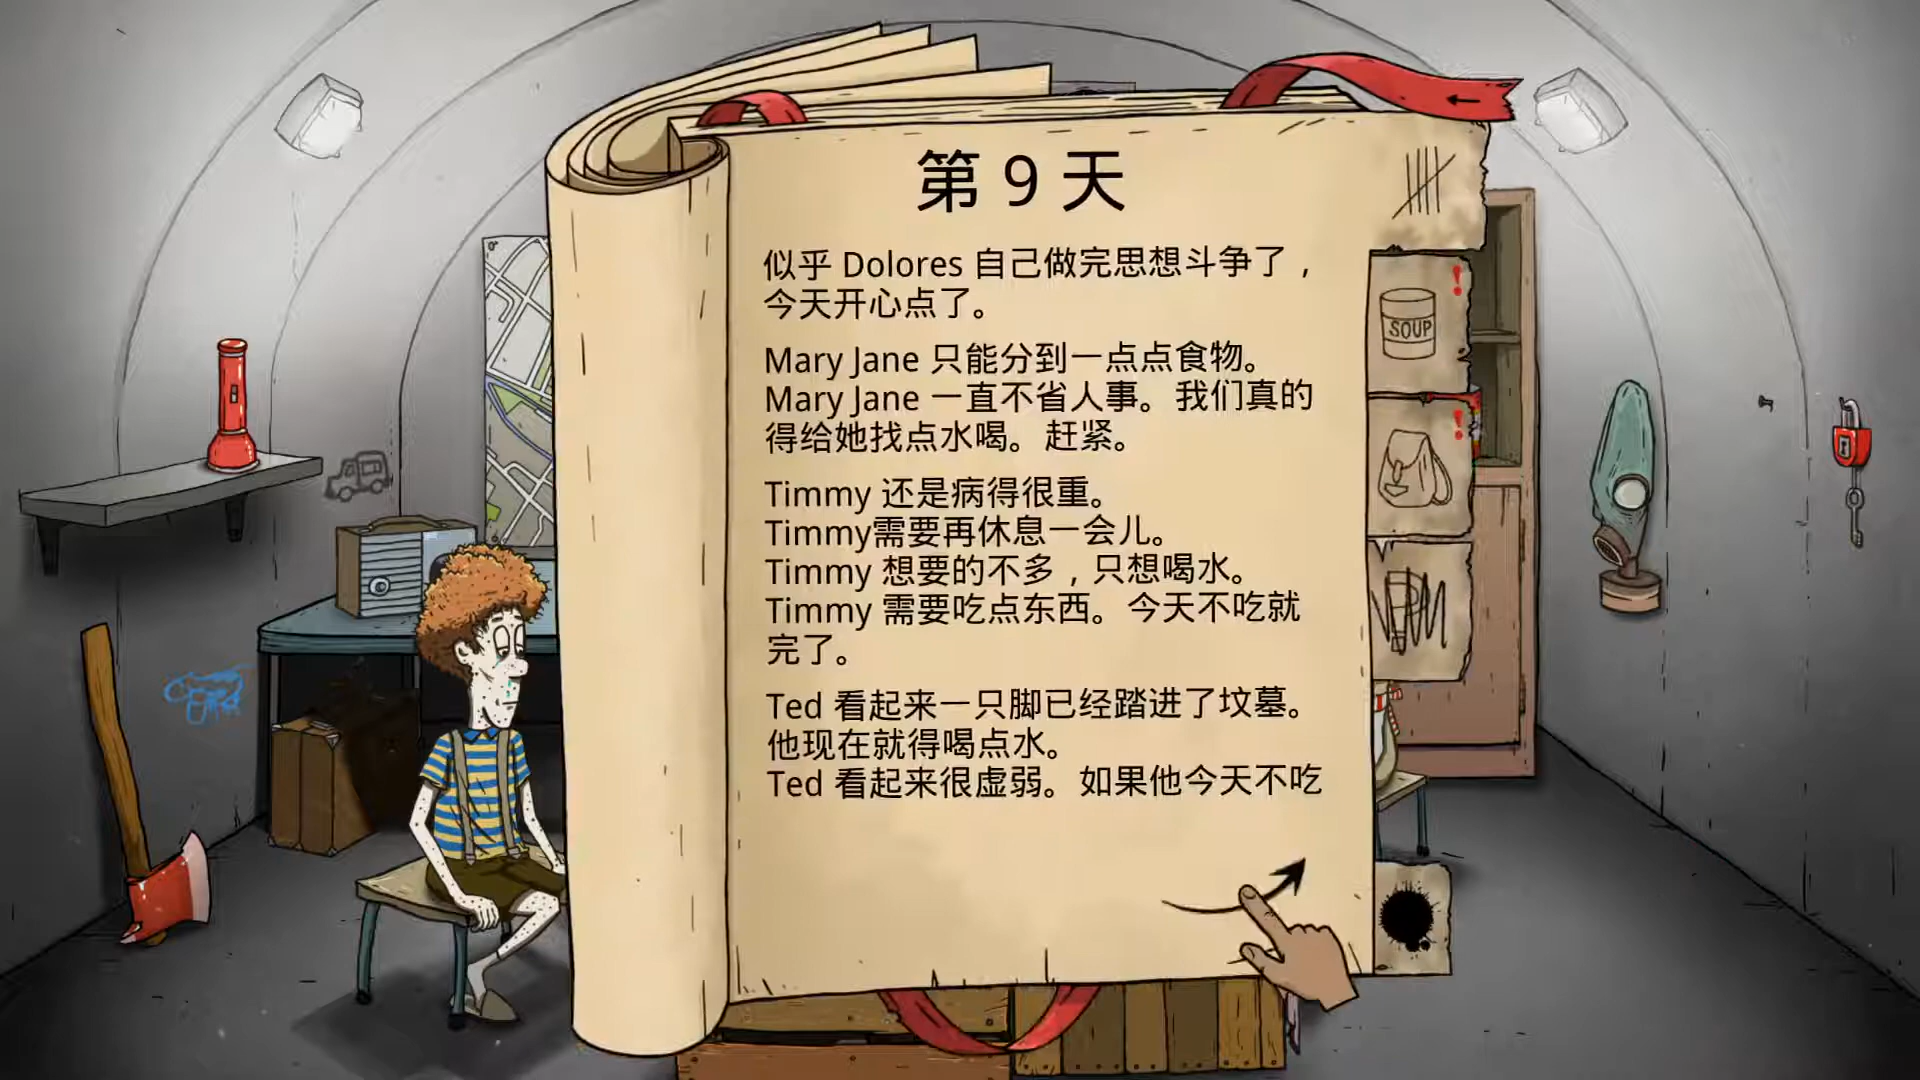 第 9 天
似乎 Dolores 自己做完思想斗争了，
今天开心点了。
Mary Jane 只能分到一点点食物。
Mary Jane 一直不省人事。我们真的
得给她找点水喝。赶紧。
Timmy 还是病得很重。
Timmy需要再休息一会儿。
Timmy 想要的不多，只想喝水。
Timmy 需要吃点东西。今天不吃就
完了。
Ted 看起来一只脚已经踏进了坟墓。
他现在就得喝点水。
Ted 看起来很虚弱。如果他今天不吃
!
SOUP
!